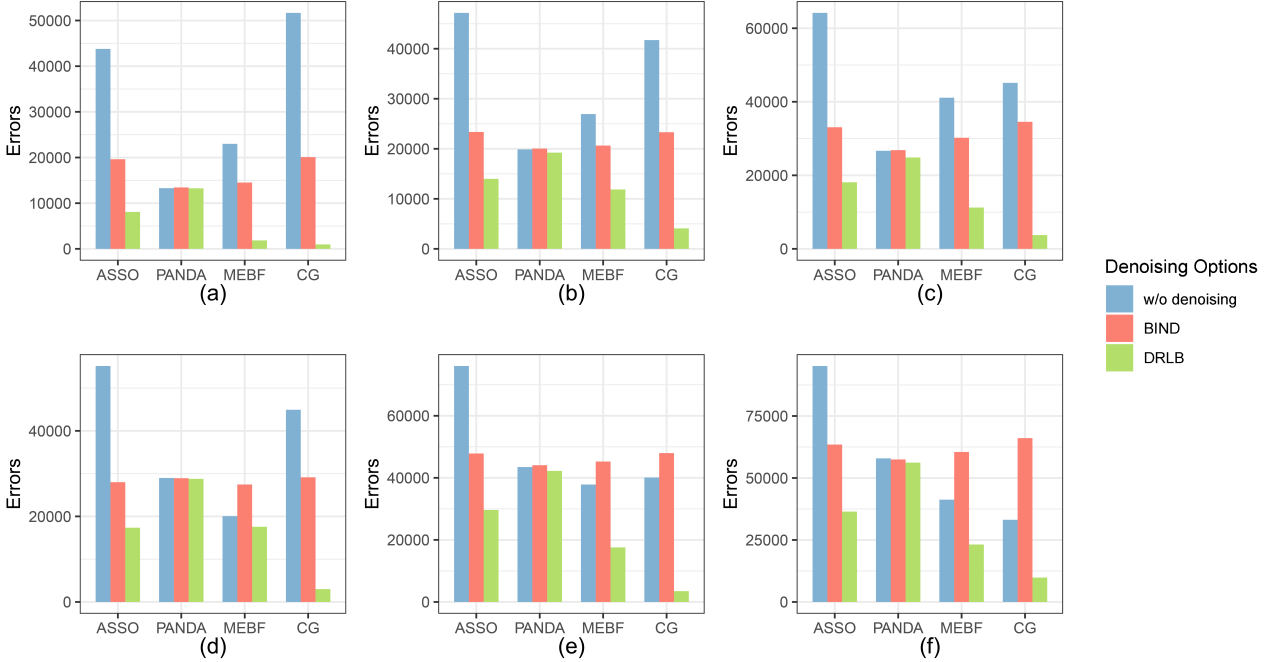 Errors
50000
40000
30000
20000
10000
0
ASSO PANDA MEBF CG
(a)
Errors
40000
30000
20000
10000
0
ASSO PANDA MEBF CG
(b)
Errors
60000
40000
20000
0
ASSO PANDA MEBF CG
(c)
Errors
40000
20000
0
ASSO PANDA MEBF CG
(d)
Errors
60000
40000
20000
0
ASSO PANDA MEBF CG
(e)
Errors
75000
50000
25000
0
ASSO PANDA MEBF CG
(f)
Denoising Options
w/o denoising
BIND
DRLB